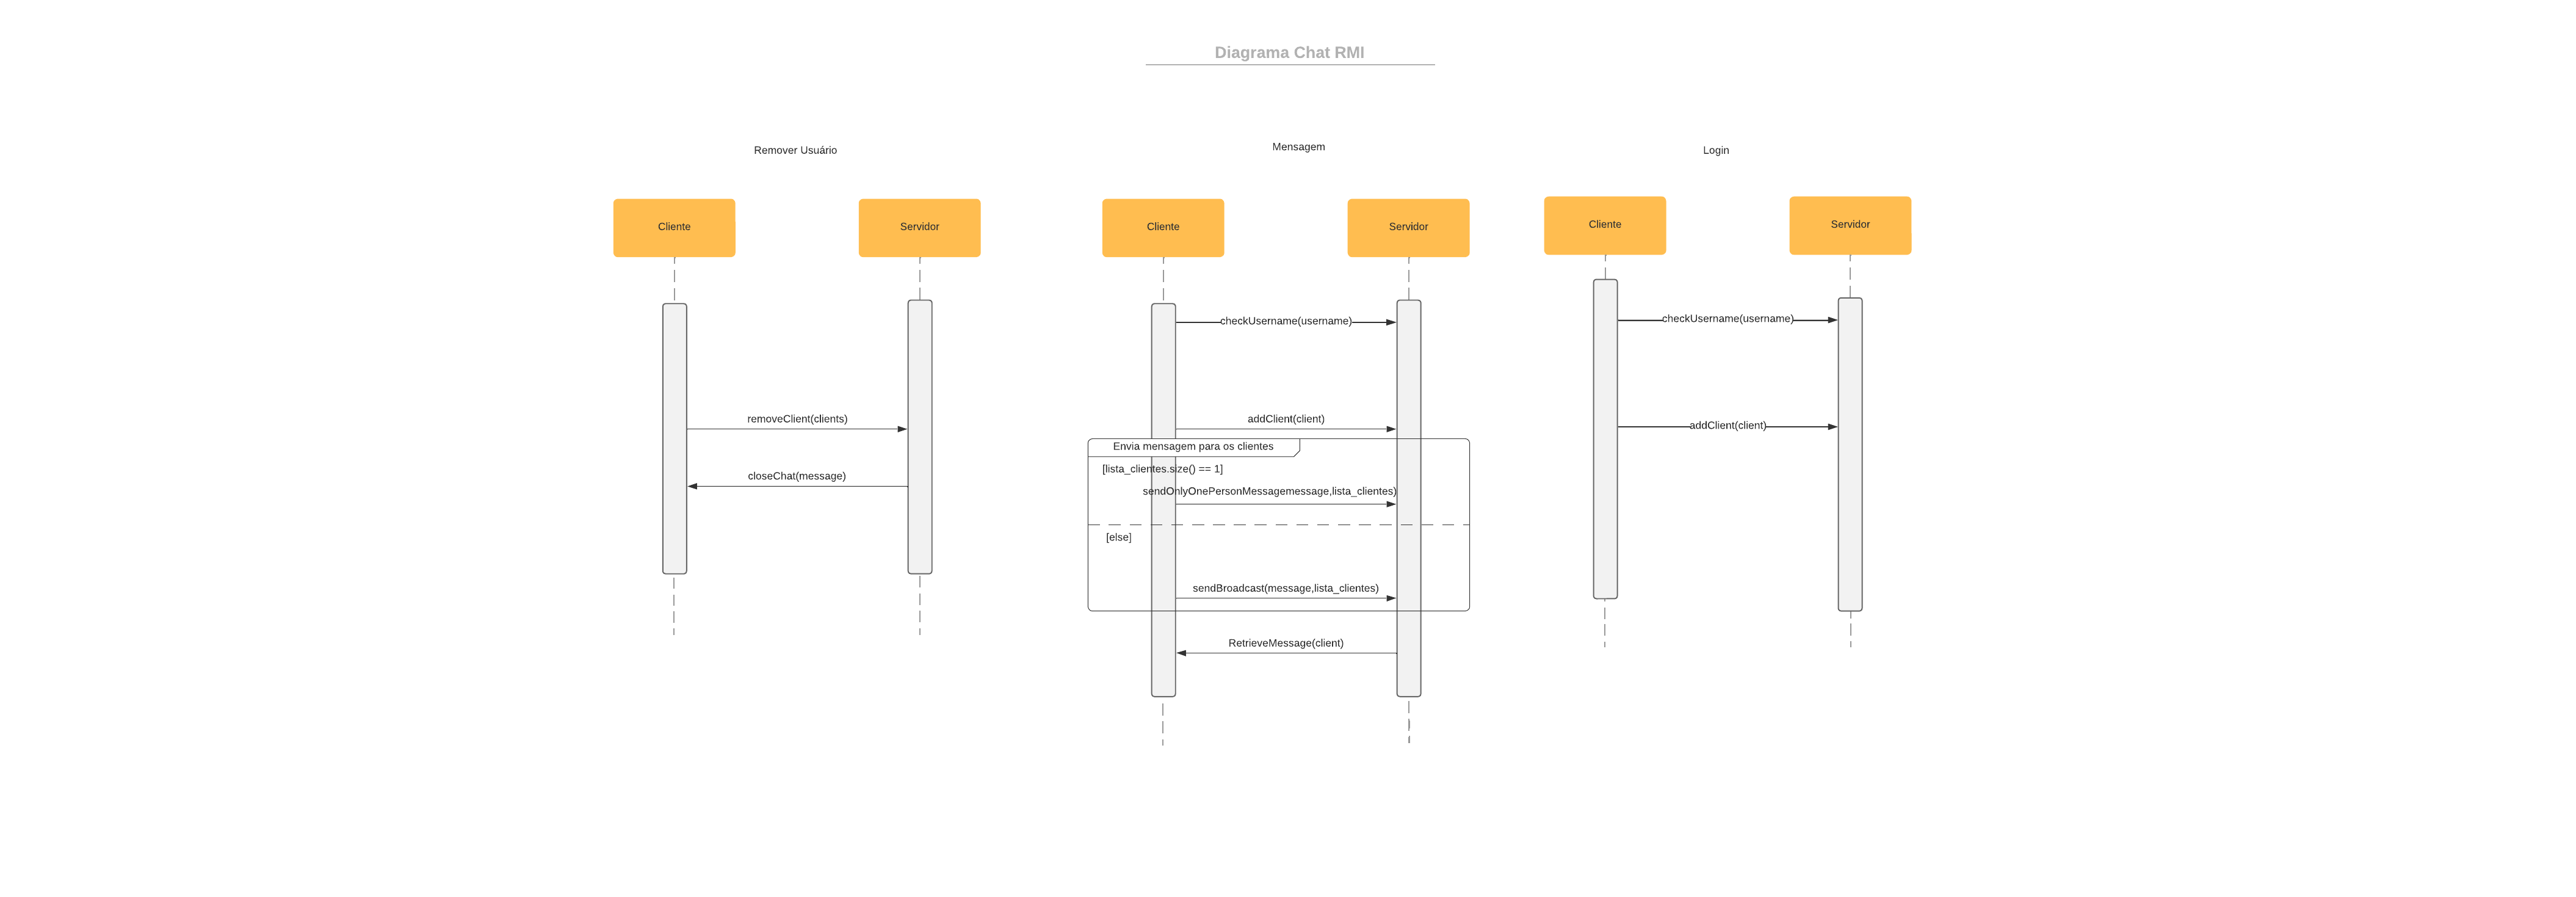 Diagrama Chat RMI
Remover Usuário
Cliente
Servidor
removeClient(clients)
closeChat(message)
Mensagem
Cliente
Servidor
checkUsername(username)
addClient(client)
Envia mensagem para os clientes
[lista_clientes.size() == 1]
sendOnlyOnePersonMessagemessage,lista_clientes)
[else]
sendBroadcast(message,lista_clientes)
RetrieveMessage(client)
Login
Cliente
Servidor
checkUsername(username)
addClient(client)